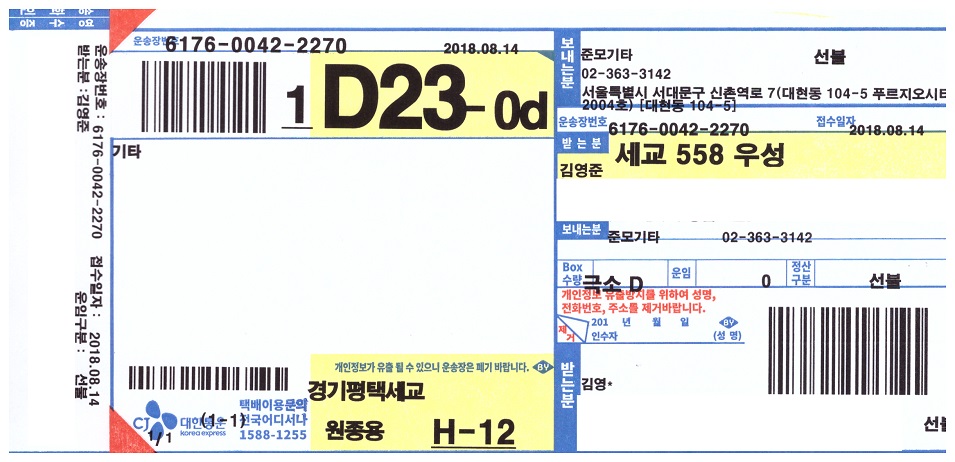 영수증
운송장번호 : 6176-0042-2270 접수일자 : 2018.08.14
받는분 : 김영준 운임구분 : 선불
운송장번호 6176-0042-2270
2018.08.14
1 D23-0d
기타
개인정보가 유출 될 수 있으니 운송장은 폐기 바랍니다.
BY
경기평택세교
원종용 H-12
CJ 대한통운
korea express
(1-1)
1/1
택배이용문의
전국어디서나
1588-1255
보내는분
준모기타 선불
02-363-3142
서울특별시 서대문구 신촌역로 7(대현동 104-5 푸르지오시티
2004호) [대현동 104-5]
운송장번호 6176-0042-2270 접수일자 2018.08.14
받는분 세교 558 우성
김영준
보내는분 준모기타 02-363-3142
Box 수량 극소 D 운임 0 정산 구분 선불
개인정보 유출방지를 위하여 성명,
전화번호, 주소를 제거바랍니다.
제거
201 년 월 일 BY
인수자 (성 명)
받는분
김영*
선불